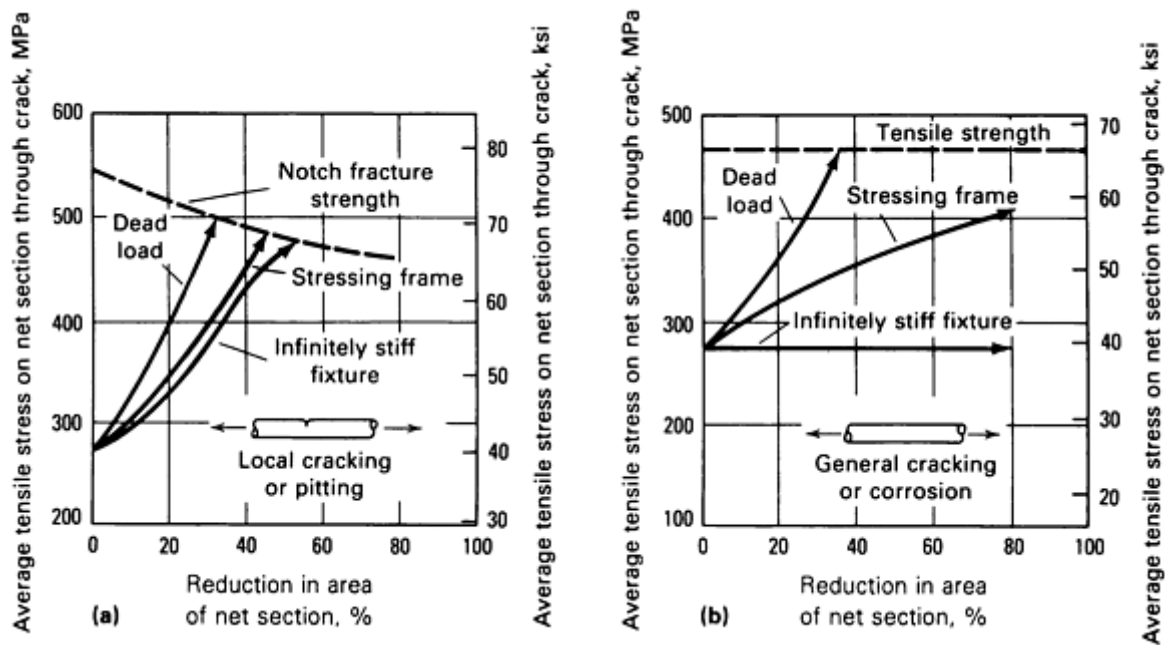 Average tensile stress on net section through crack, MPa
600
500
400
300
200
Notch fracture
strength
Dead
load
Stressing frame
Infinitely stiff
fixture
Local cracking
or pitting
80
70
60
50
40
30
Average tensile stress on net section through crack, ksi
0 20 40 60 80 100
Reduction in area
(a) of net section, %
Average tensile stress on net section through crack, MPa
500
400
300
200
100
Tensile strength
Dead
load
Stressing frame
Infinitely stiff fixture
General cracking
or corrosion
70
60
50
40
30
20
Average tensile stress on net section through crack, ksi
0 20 40 60 80 100
Reduction in area
(b) of net section, %